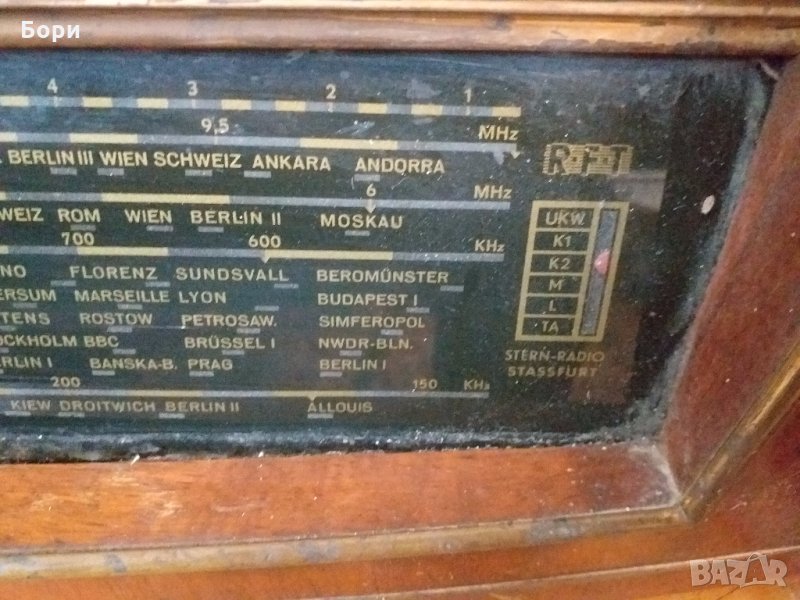 Бори
4 3 2 1
9,5 MHz
BERLIN III WIEN SCHWEIZ ANKARA ANDORRA
R-F-T
6 MHz
WEIZ ROM WIEN BERLIN II MOSKAU
UKW
700 600 KHz
K1
K2
NO FLORENZ SUNDSVALL BEROMÜNSTER
M
ERSUM MARSEILLE LYON BUDAPEST I
L
TENS ROSTOW PETROSAW. SIMFEROPOL
TA
OCKHOLM BBC BRÜSSEL I NWDR-BLN.
STERN-RADIO
STASSFURT
RLIN I BANSKA-B. PRAG BERLIN I
200 150 KHz
KIEW DROITWICH BERLIN II ALLOUIS
BAZAR